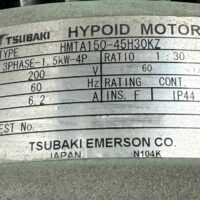 TSUBAKI HYPOID MOTOR
TYPE HMTA150-45H30KZ
3PHASE-1.5kW-4P RATIO 1:30
200 V 60
60 Hz RATING CONT
6.2 A I.F IP44
EST No.
TSUBAKI EMERSON CO.
JAPAN N104K